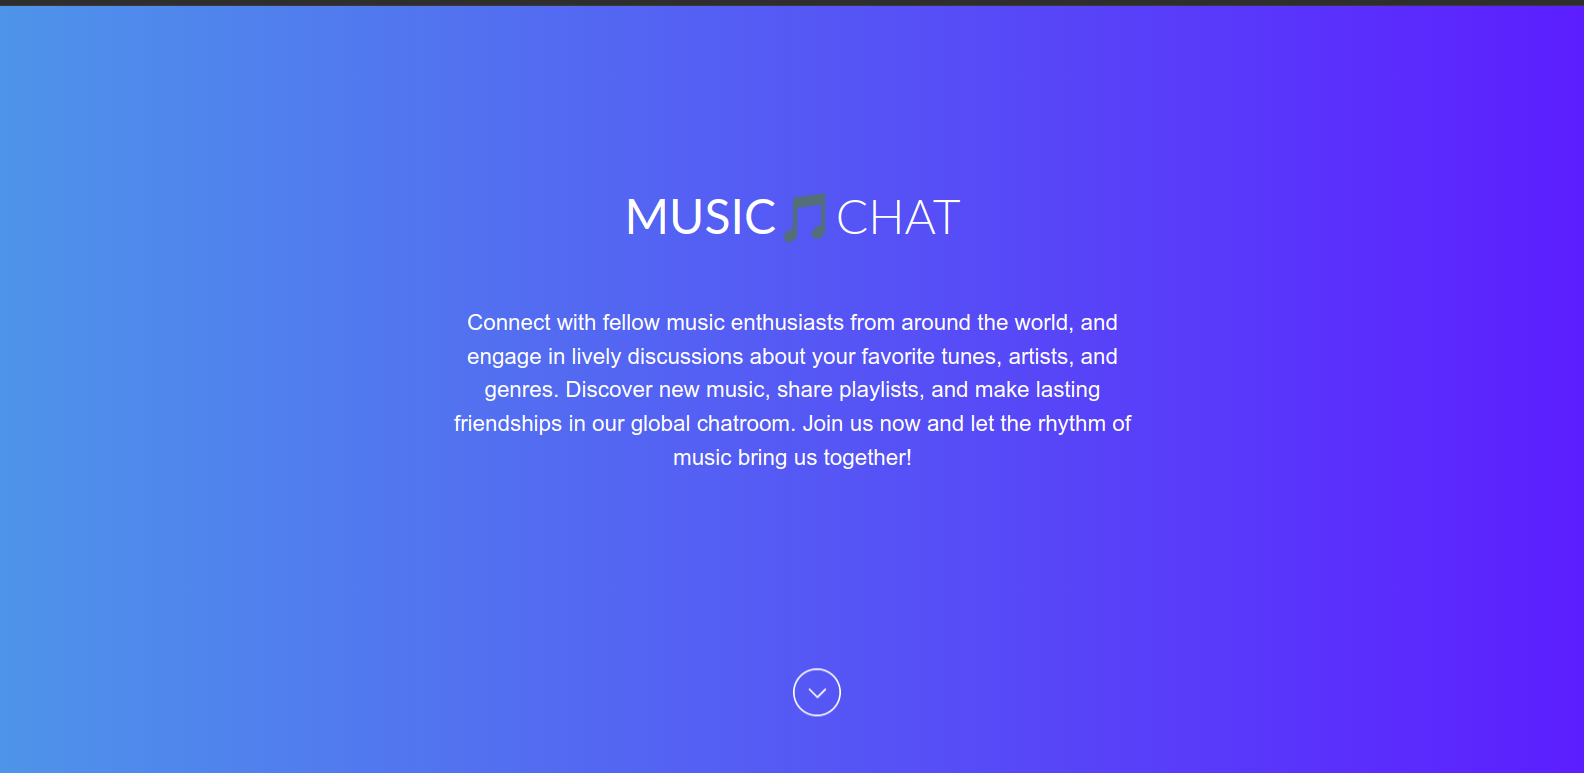 MUSIC🎵CHAT
Connect with fellow music enthusiasts from around the world, and
engage in lively discussions about your favorite tunes, artists, and
genres. Discover new music, share playlists, and make lasting
friendships in our global chatroom. Join us now and let the rhythm of
music bring us together!